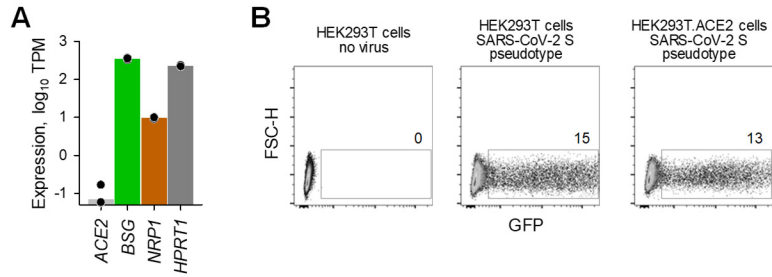 A
Expression, log10 TPM
3
2
1
0
-1
ACE2
BSG
NRP1
HPRT1
B
HEK293T cells
no virus
HEK293T cells
SARS-CoV-2 S
pseudotype
HEK293T.ACE2 cells
SARS-CoV-2 S
pseudotype
FSC-H
0
15
13
GFP